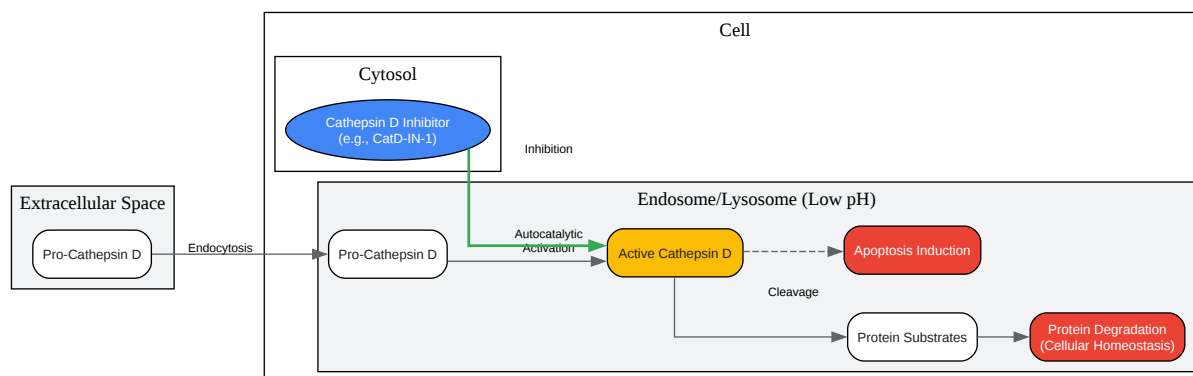 Cell
Cytosol
Cathepsin D Inhibitor
(e.g., CatD-IN-1)
Inhibition
Extracellular Space
Pro-Cathepsin D
Endocytosis
Endosome/Lysosome (Low pH)
Pro-Cathepsin D
Autocatalytic
Activation
Active Cathepsin D
Apoptosis Induction
Cleavage
Protein Substrates
Protein Degradation
(Cellular Homeostasis)